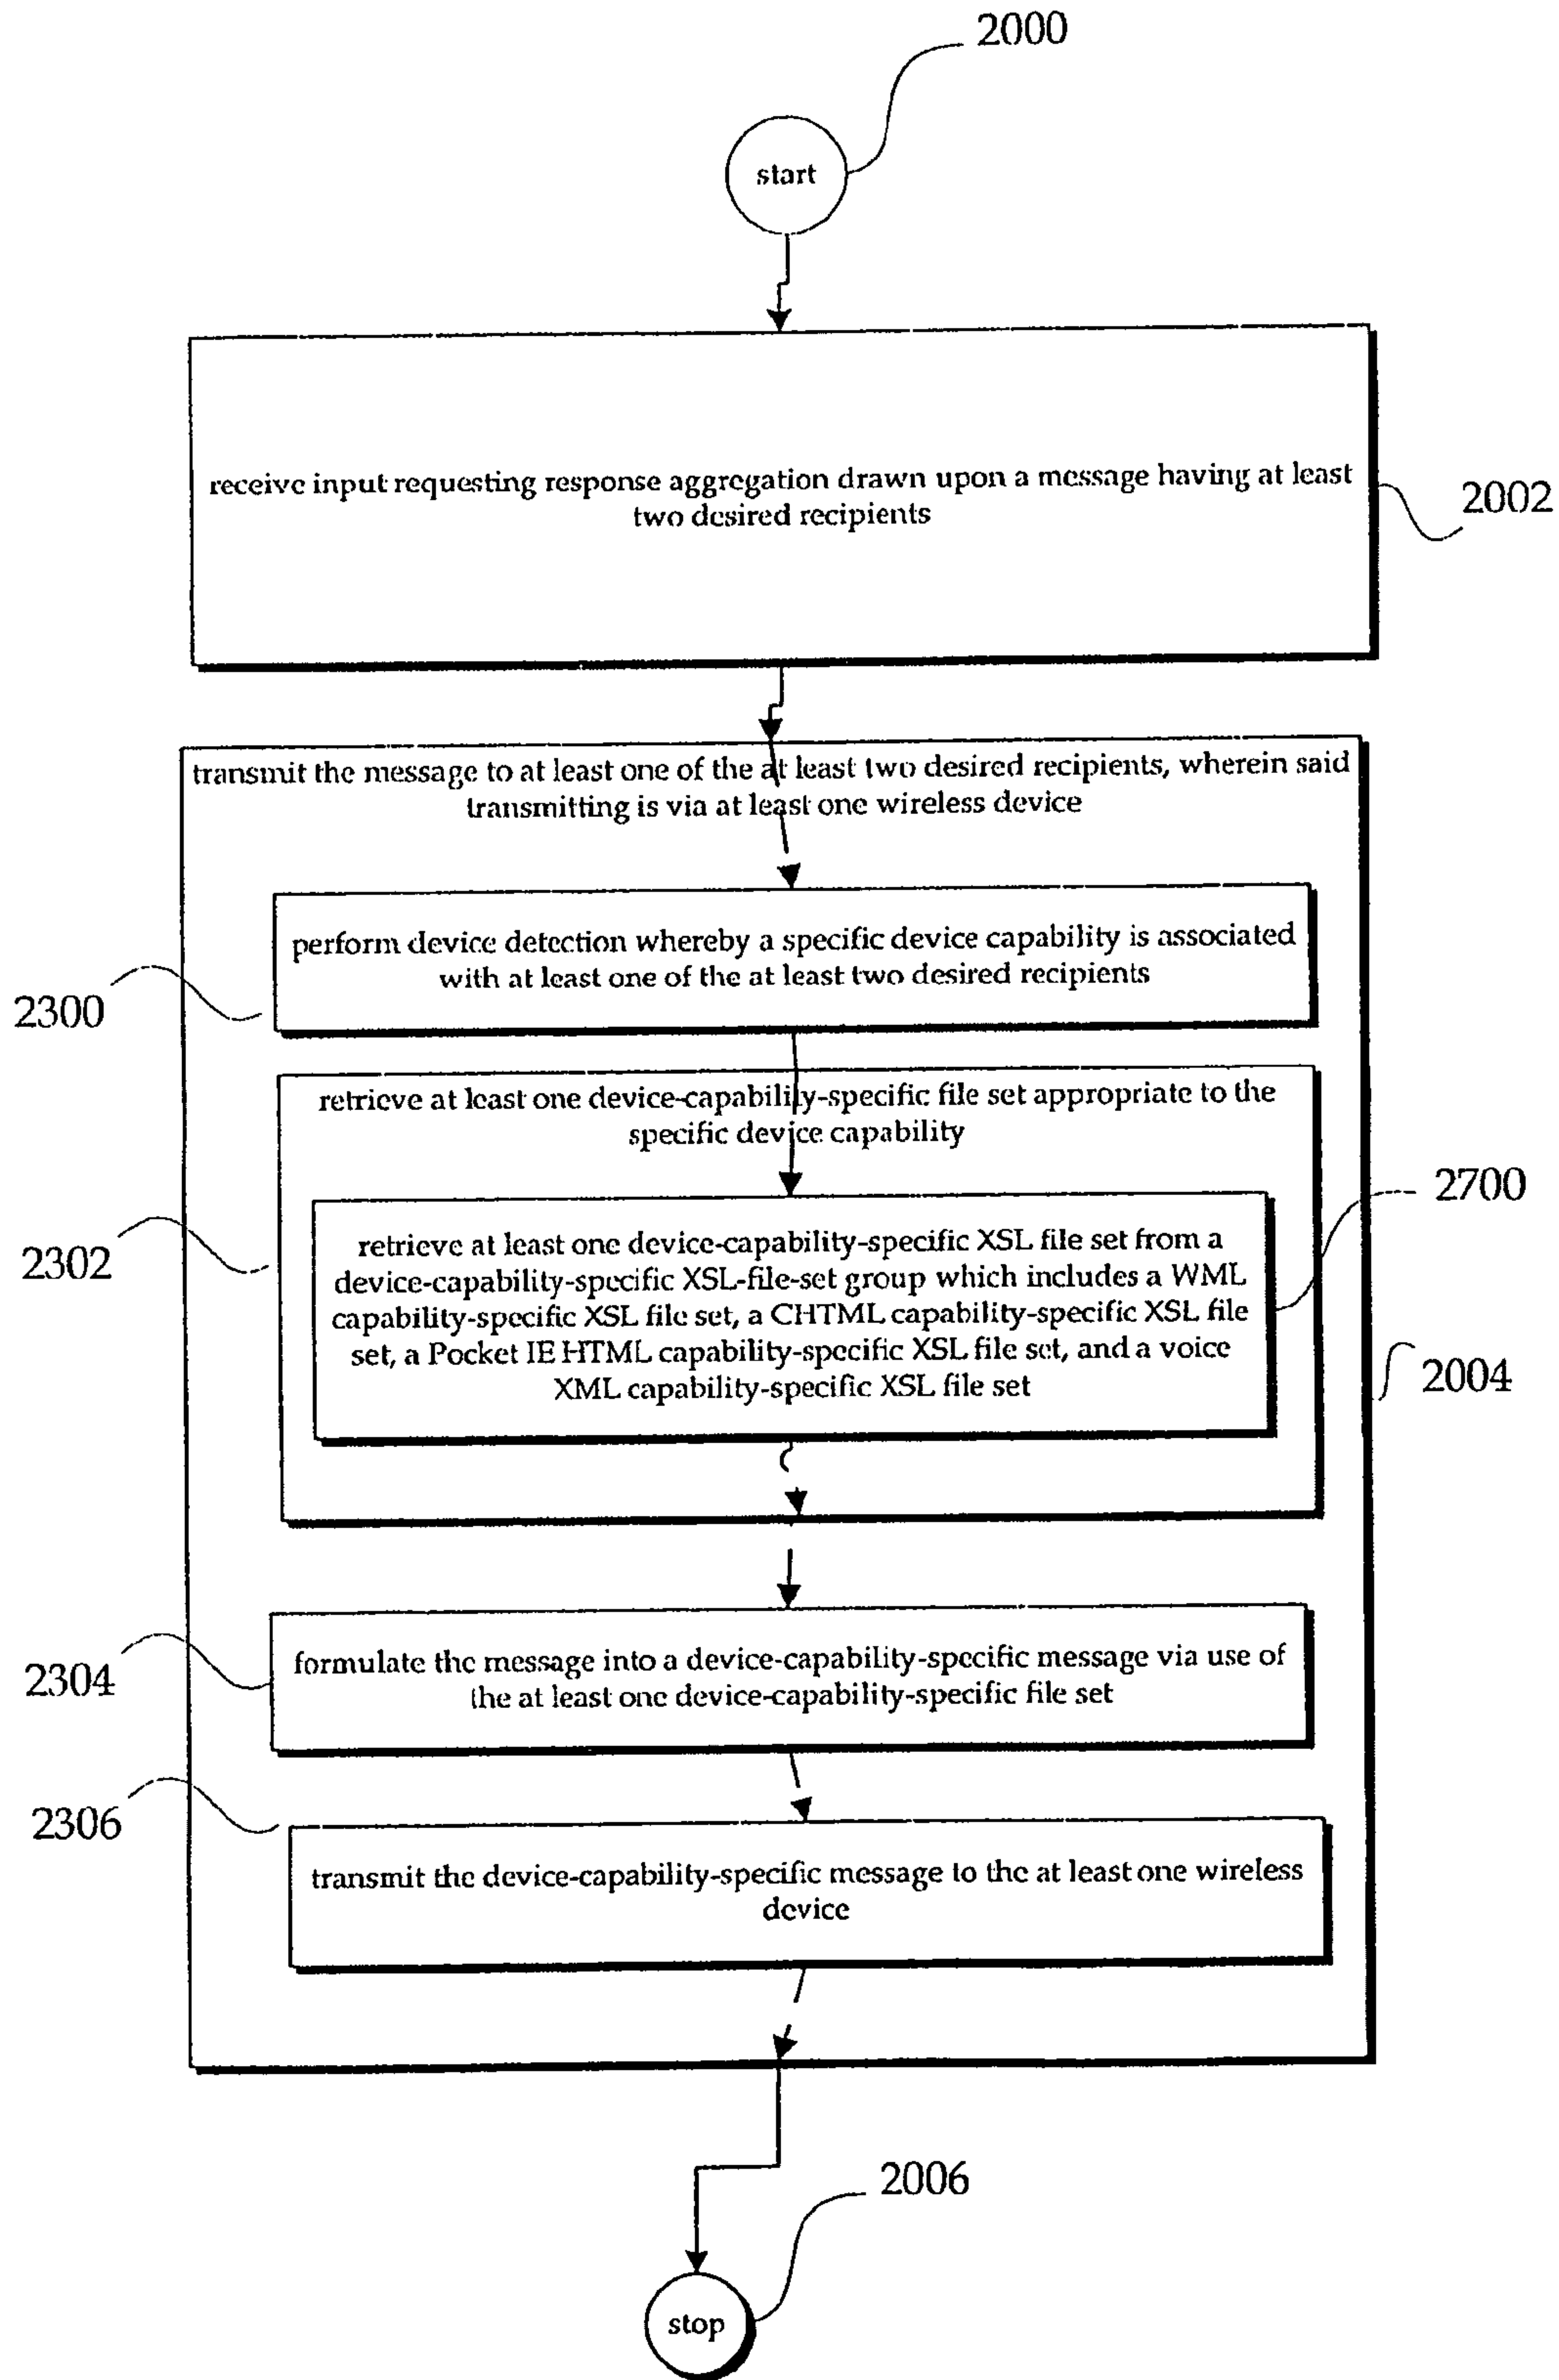 2000
start
receive input requesting response aggregation drawn upon a message having at least
two desired recipients
2002
transmit the message to at least one of the at least two desired recipients, wherein said
transmitting is via at least one wireless device
perform device detection whereby a specific device capability is associated
with at least one of the at least two desired recipients
2300
retrieve at least one device-capability-specific file set appropriate to the
specific device capability
2700
2302
retrieve at least one device-capability-specific XSL file set from a
device-capability-specific XSL-file-set group which includes a WML
capability-specific XSL file set, a CHTML capability-specific XSL file
set, a Pocket IE HTML capability-specific XSL file set, and a voice
XML capability-specific XSL file set
2004
2304
formulate the message into a device-capability-specific message via use of
the at least one device-capability-specific file set
2306
transmit the device-capability-specific message to the at least one wireless
device
2006
stop